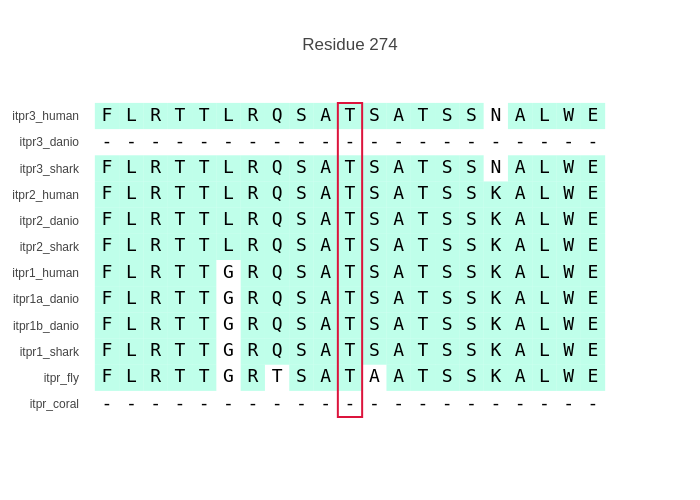 Residue 274
itpr3_human F L R T T L R Q S A T S A T S S N A L W E
itpr3_danio - - - - - - - - - - - - - - - - - - - - -
itpr3_shark F L R T T L R Q S A T S A T S S N A L W E
itpr2_human F L R T T L R Q S A T S A T S S K A L W E
itpr2_danio F L R T T L R Q S A T S A T S S K A L W E
itpr2_shark F L R T T L R Q S A T S A T S S K A L W E
itpr1_human F L R T T G R Q S A T S A T S S K A L W E
itpr1a_danio F L R T T G R Q S A T S A T S S K A L W E
itpr1b_danio F L R T T G R Q S A T S A T S S K A L W E
itpr1_shark F L R T T G R Q S A T S A T S S K A L W E
itpr_fly F L R T T G R T S A T A A T S S K A L W E
itpr_coral - - - - - - - - - - - - - - - - - - - - -